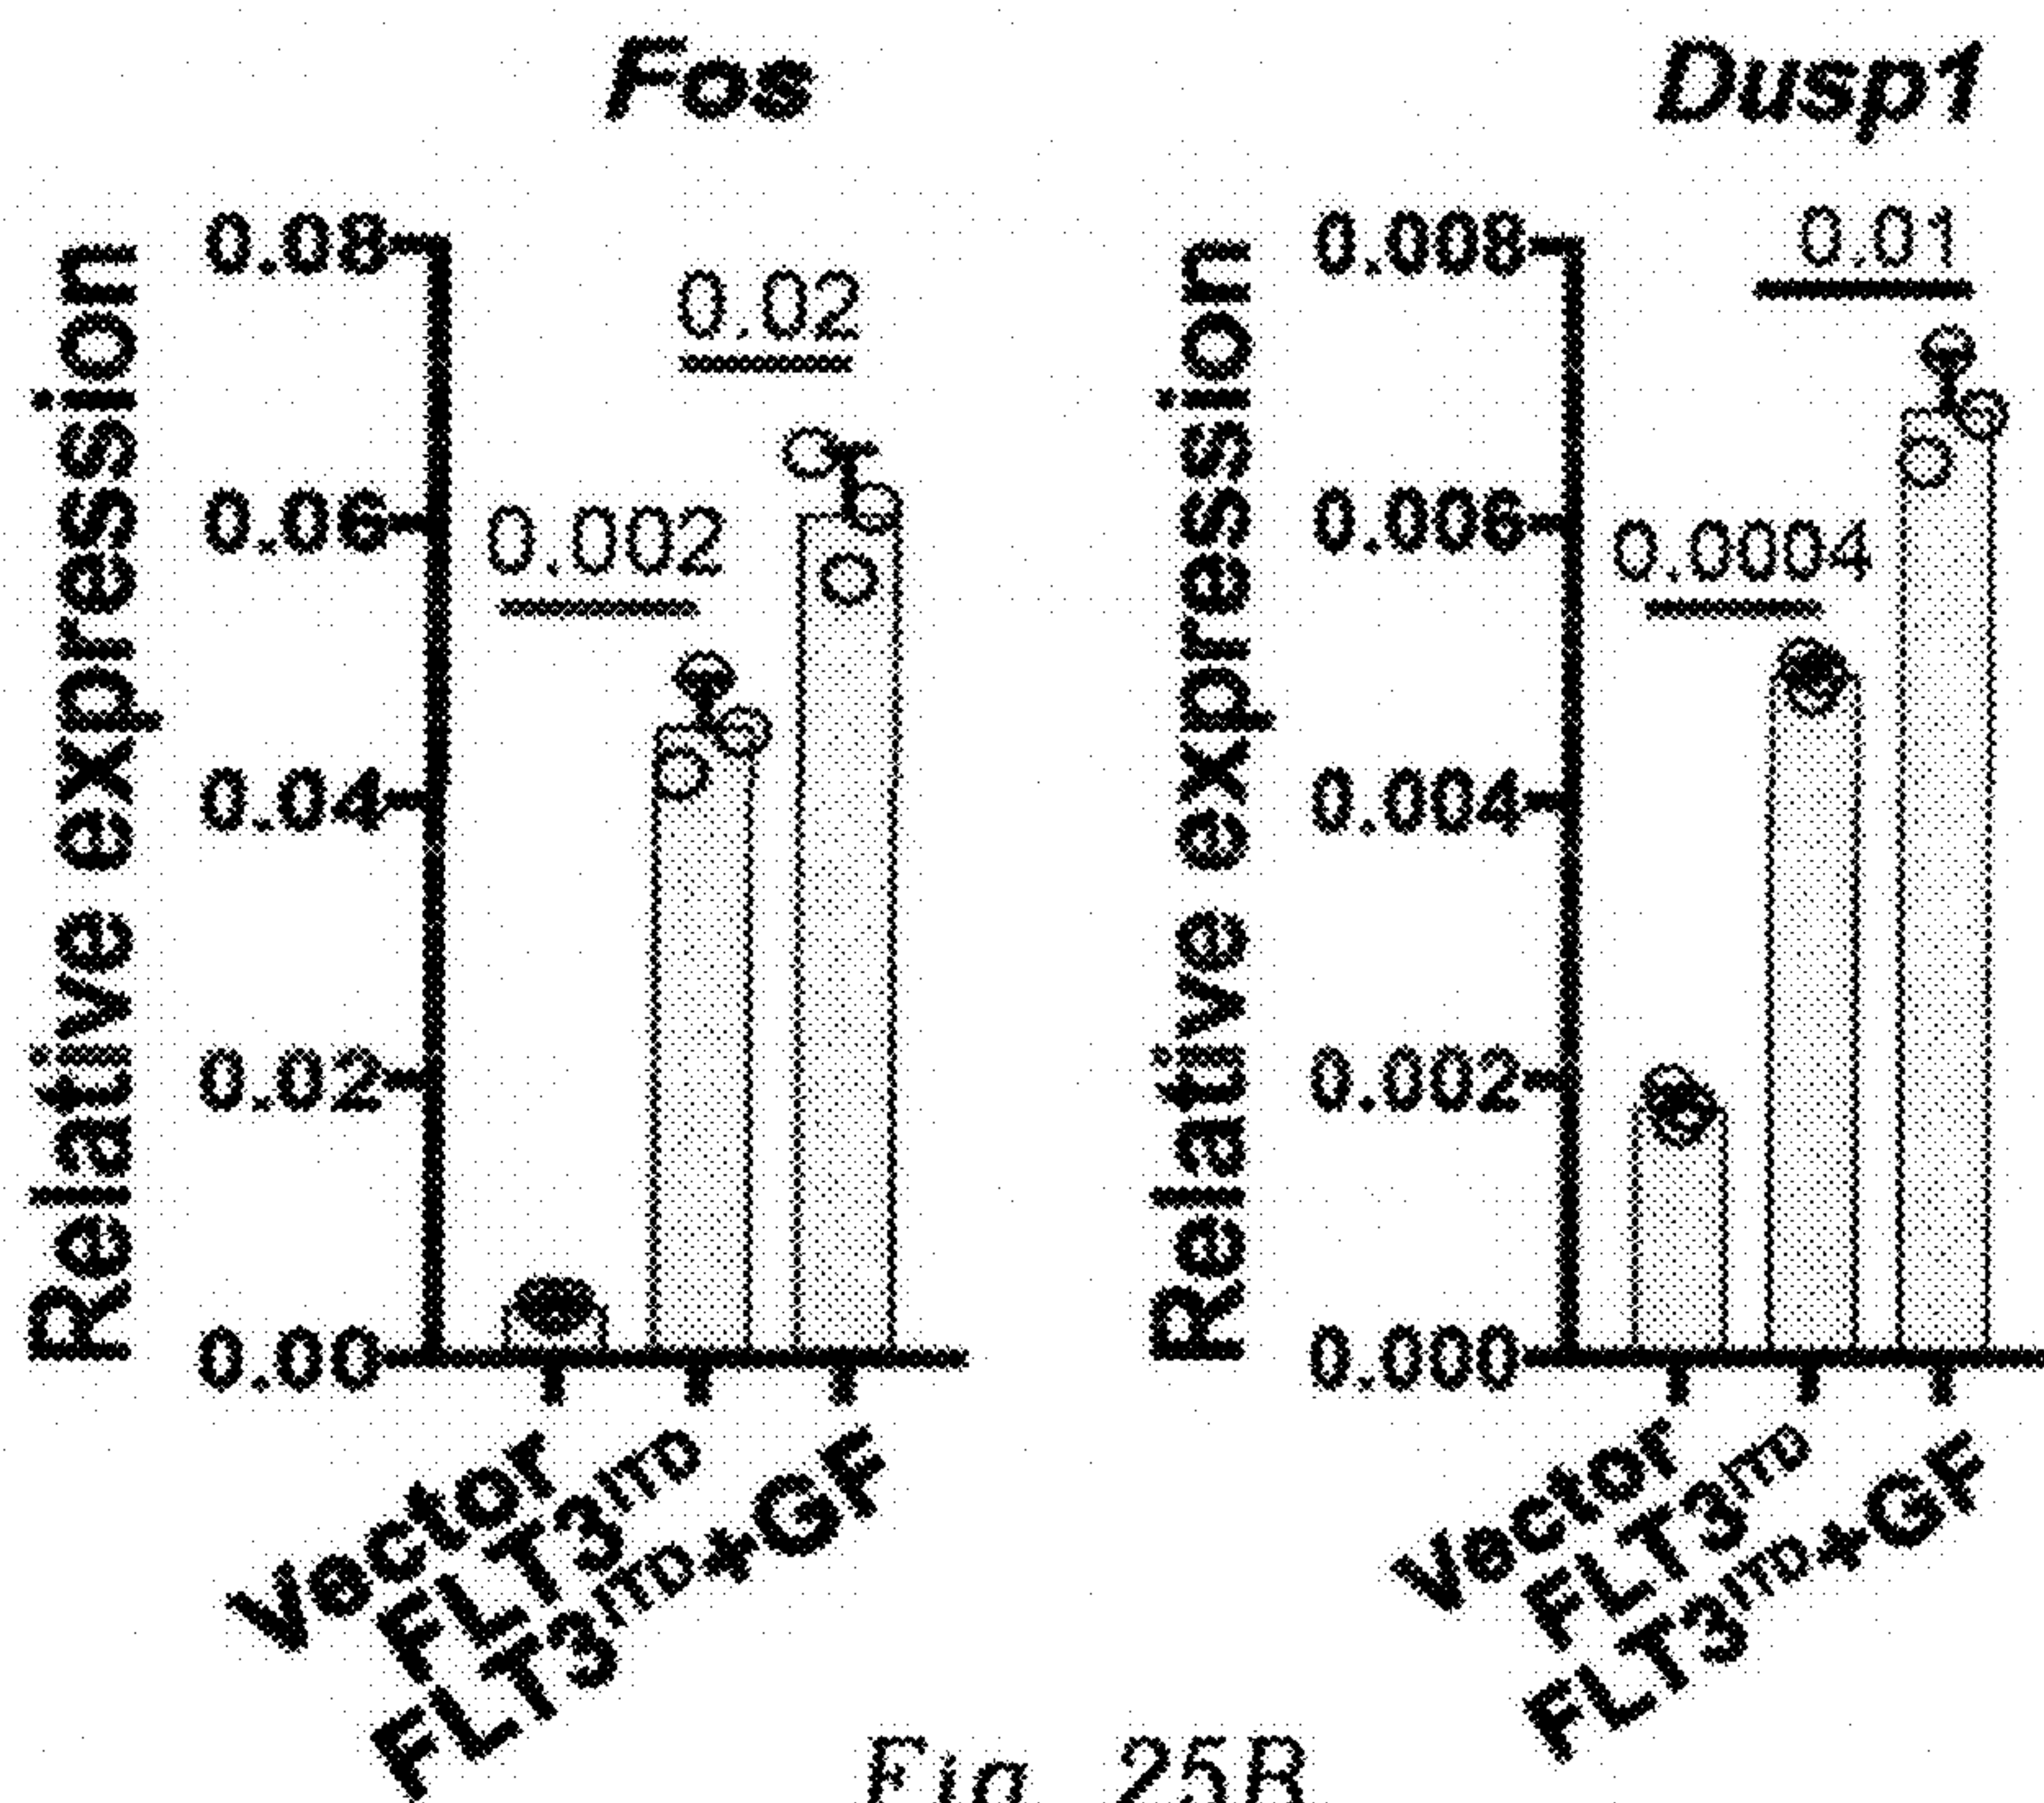 Fos
Relative expression
0.08
0.06
0.04
0.02
0.00
0.02
0.002
Vector
FLT3ITD
FLT3ITD+GF
Dusp1
Relative expression
0.008
0.006
0.004
0.002
0.000
0.01
0.0004
Vector
FLT3ITD
FLT3ITD+GF
Fig. 25B